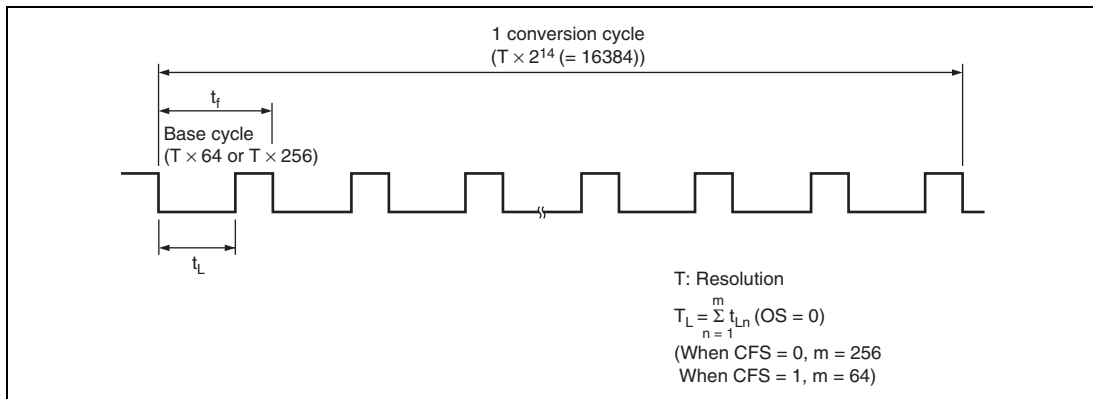 1 conversion cycle
(T × 2¹⁴ (= 16384))
t_f
Base cycle
(T × 64 or T × 256)
t_L
T: Resolution
T_L = Σ t_Ln (OS = 0)
m
n = 1
(When CFS = 0, m = 256
When CFS = 1, m = 64)